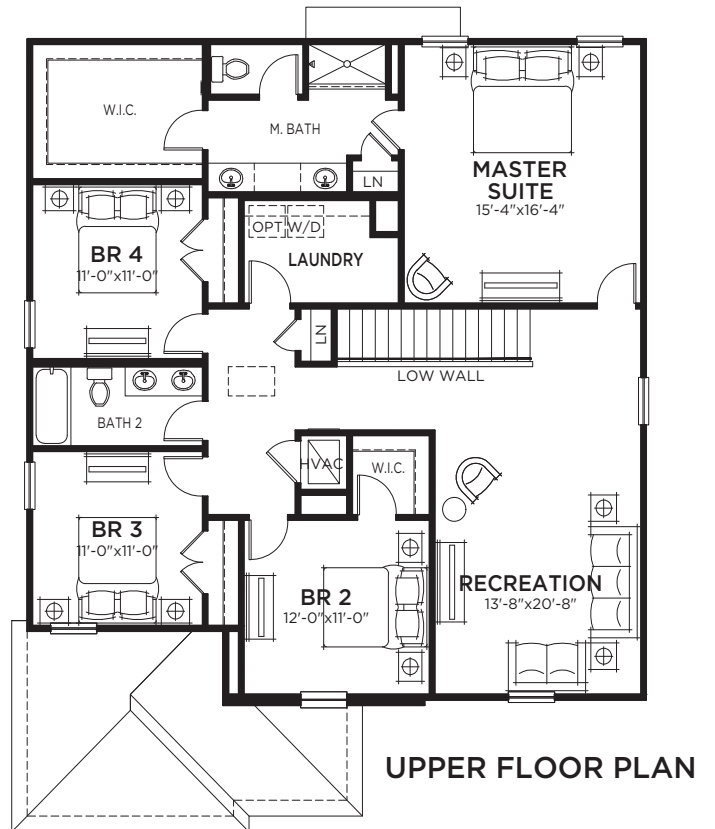 W.I.C.
M. BATH
LN
MASTER
SUITE
15'-4"x16'-4"
BR 4
11'-0"x11'-0"
OPT W/D
LAUNDRY
LN
LOW WALL
BATH 2
HVAC
W.I.C.
BR 3
11'-0"x11'-0"
BR 2
12'-0"x11'-0"
RECREATION
13'-8"x20'-8"
UPPER FLOOR PLAN